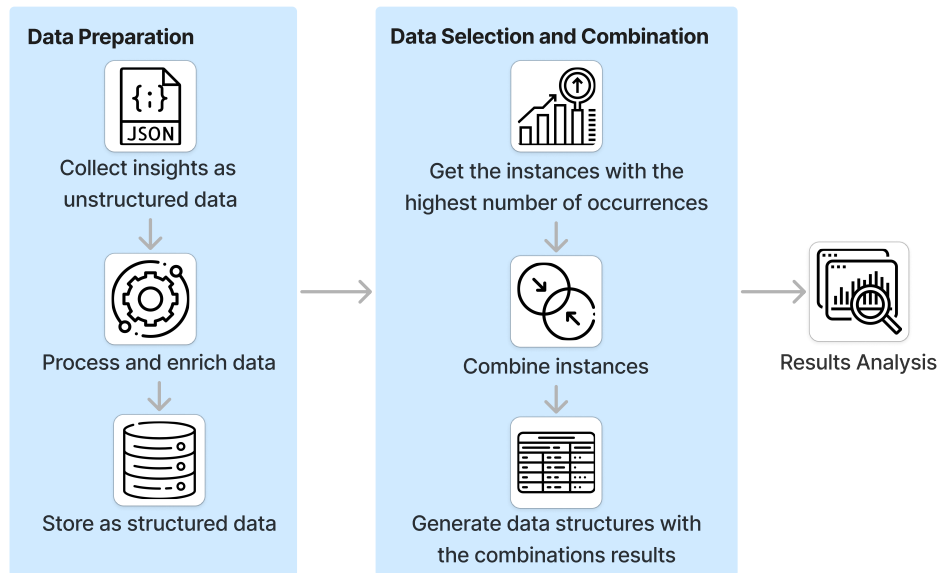 Data Preparation
{;}
JSON
Collect insights as
unstructured data
Process and enrich data
Store as structured data
Data Selection and Combination
Get the instances with the
highest number of occurrences
Combine instances
Generate data structures with
the combinations results
Results Analysis